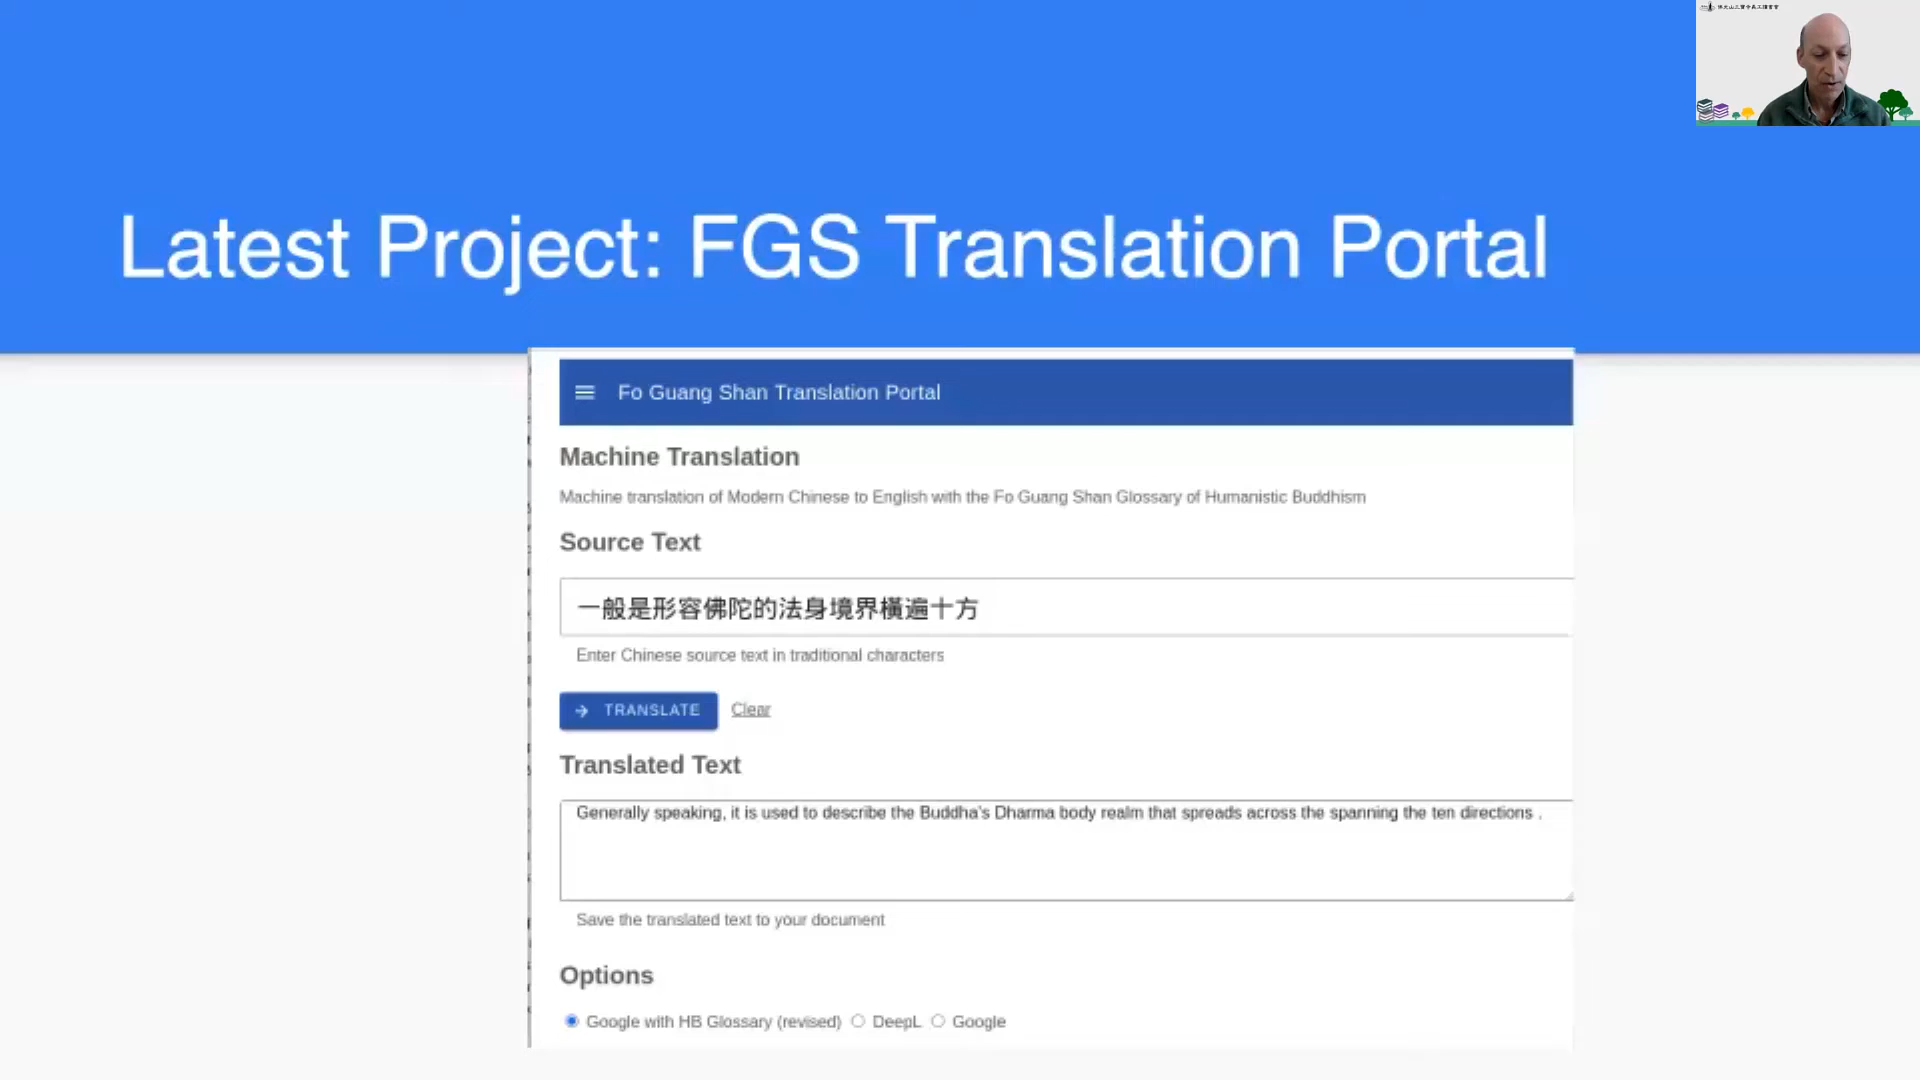 Latest Project: FGS Translation Portal
Fo Guang Shan Translation Portal
Machine Translation
Machine translation of Modern Chinese to English with the Fo Guang Shan Glossary of Humanistic Buddhism
Source Text
一般是形容佛陀的法身境界橫遍十方
Enter Chinese source text in traditional characters
TRANSLATE Clear
Translated Text
Generally speaking, it is used to describe the Buddha's Dharma body realm that spreads across the spanning the ten directions .
Save the translated text to your document
Options
Google with HB Glossary (revised) DeepL Google